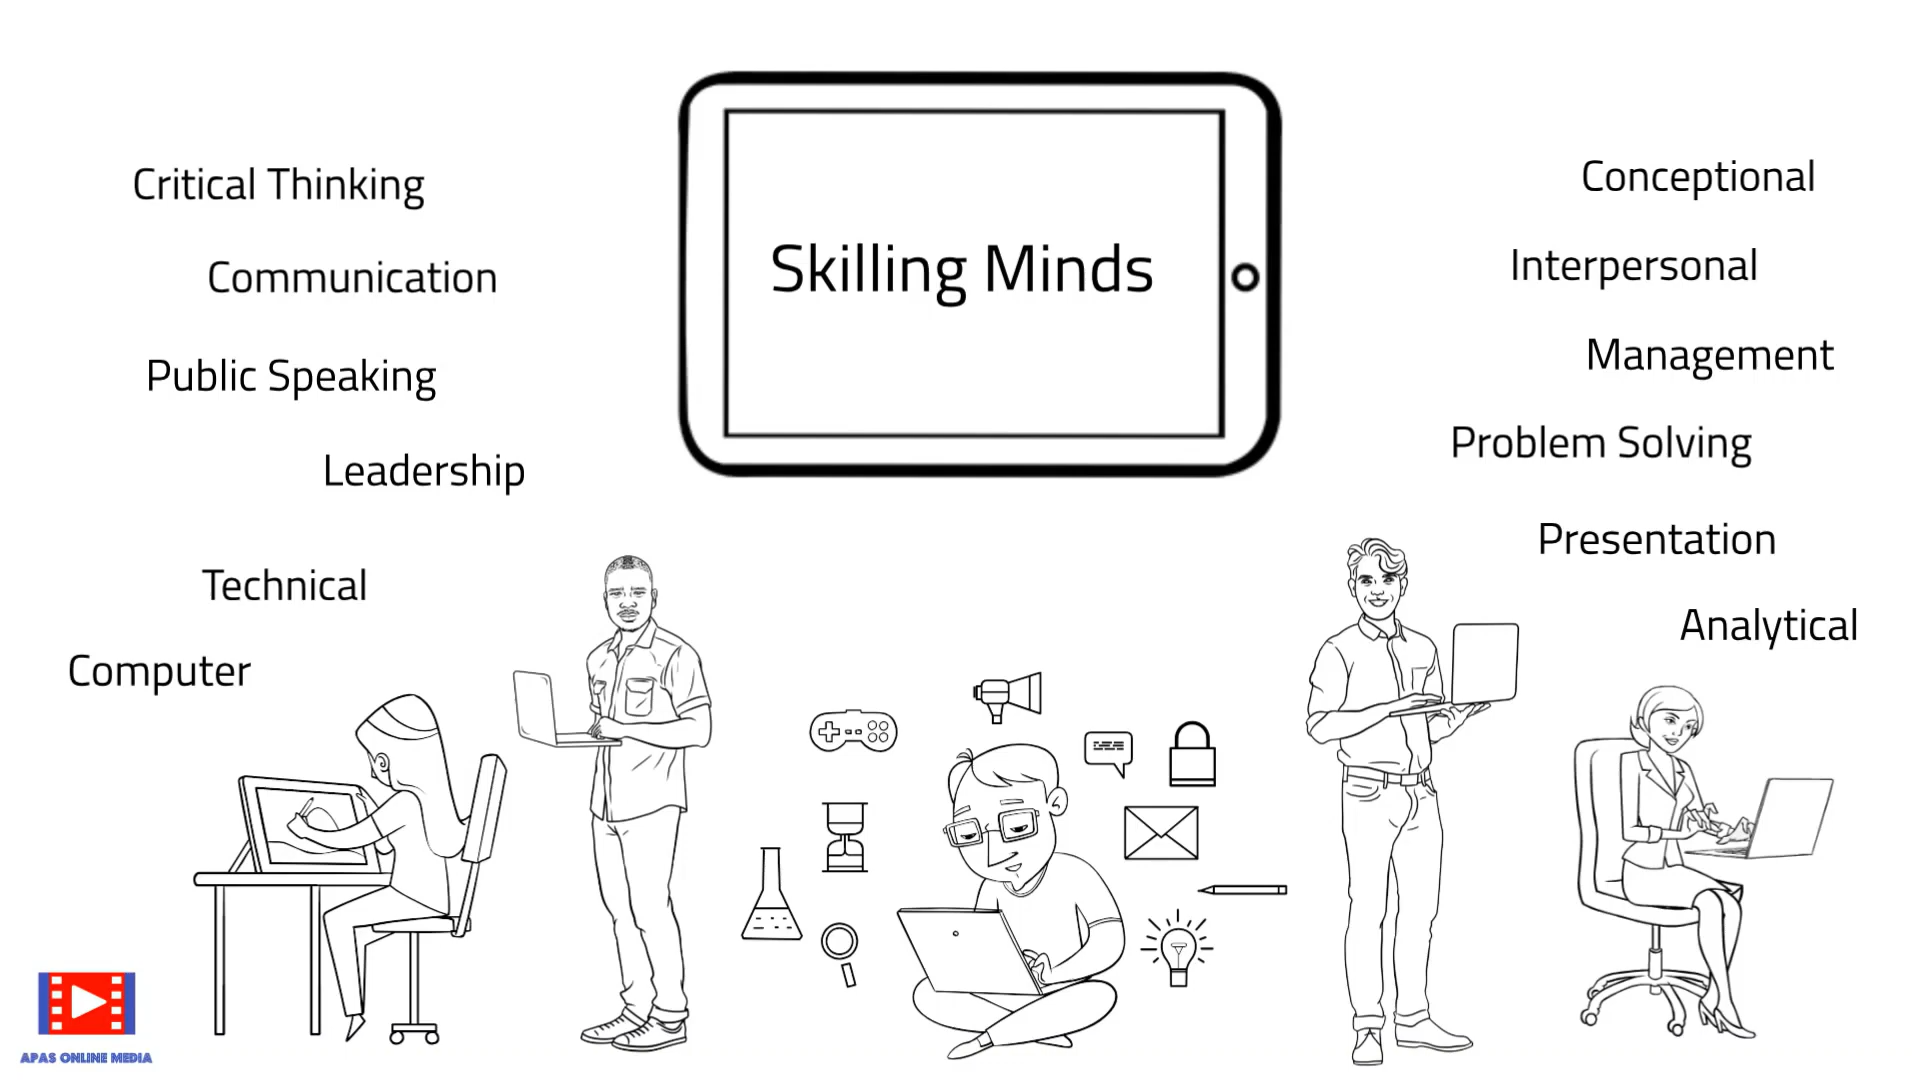 Skilling Minds
Critical Thinking
Communication
Public Speaking
Leadership
Technical
Computer
Conceptional
Interpersonal
Management
Problem Solving
Presentation
Analytical
APAS ONLINE MEDIA